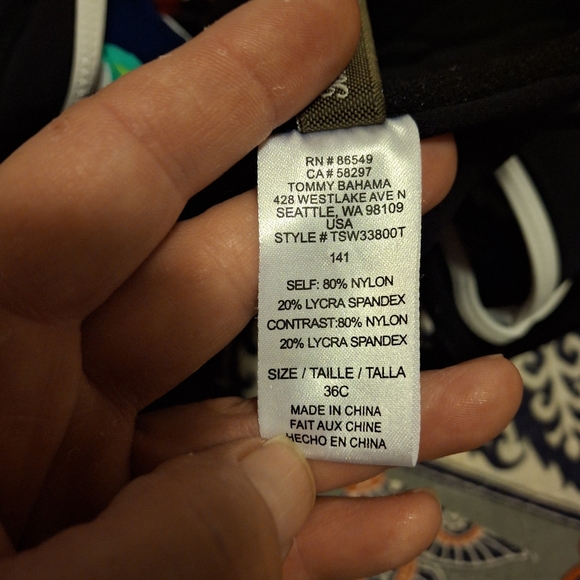 RN # 86549
CA # 58297
TOMMY BAHAMA
428 WESTLAKE AVE N
SEATTLE, WA 98109
USA
STYLE # TSW33800T
141
SELF: 80% NYLON
20% LYCRA SPANDEX
CONTRAST:80% NYLON
20% LYCRA SPANDEX
SIZE / TAILLE / TALLA
36C
MADE IN CHINA
FAIT AUX CHINE
HECHO EN CHINA